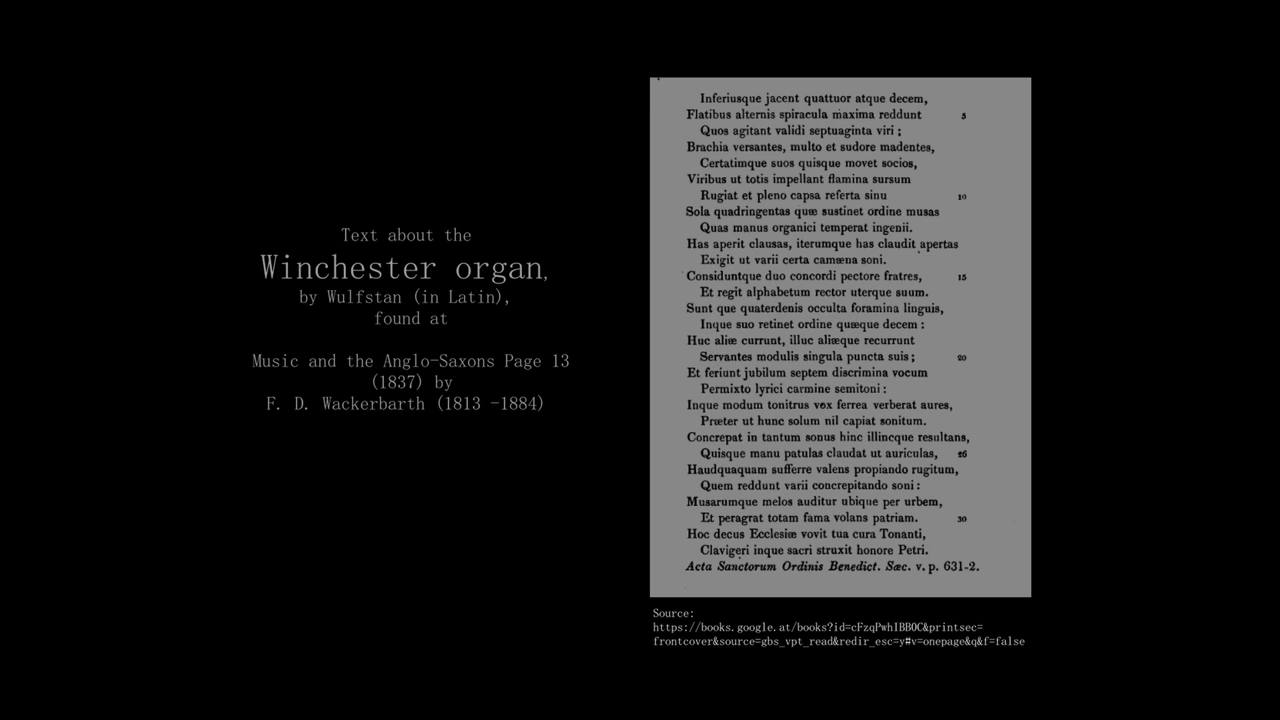 Text about the
Winchester organ,
by Wulfstan (in Latin),
found at
Music and the Anglo-Saxons Page 13
(1837) by
F. D. Wackerbarth (1813 -1884)
Inferiusque jacent quattuor atque decem,
Flatibus alternis spiracula maxima reddunt 5
Quos agitant validi septuaginta viri ;
Brachia versantes, multo et sudore madentes,
Certatimque suos quisque movet socios,
Viribus ut totis impellant flamina sursum
Rugiat et pleno capsa referta sinu 10
Sola quadringentas quæ sustinet ordine musas
Quas manus organici temperat ingenii.
Has aperit clausas, iterumque has claudit apertas
Exigit ut varii certa camæna soni.
Considuntque duo concordi pectore fratres, 15
Et regit alphabetum rector uterque suum.
Sunt que quaterdenis occulta foramina linguis,
Inque suo retinet ordine quæque decem :
Huc aliæ currunt, illuc aliæque recurrunt
Servantes modulis singula puncta suis ; 20
Et feriunt jubilum septem discrimina vocum
Permixto lyrici carmine semitoni :
Inque modum tonitrus vox ferrea verberat aures,
Præter ut hunc solum nil capiat sonitum.
Concrepat in tantum sonus hinc illincque resultans,
Quisque manu patulas claudat ut auriculas, 26
Haudquaquam sufferre valens propiando rugitum,
Quem reddunt varii concrepitando soni :
Musarumque melos auditur ubique per urbem,
Et peragrat totam fama volans patriam. 30
Hoc decus Ecclesiæ vovit tua cura Tonanti,
Clavigeri inque sacri struxit honore Petri.
Acta Sanctorum Ordinis Benedict. Sæc. v. p. 631-2.
Source:
https://books.google.at/books?id=cFzqPwhIBB0C&printsec=
frontcover&source=gbs_vpt_read&redir_esc=y#v=onepage&q&f=false